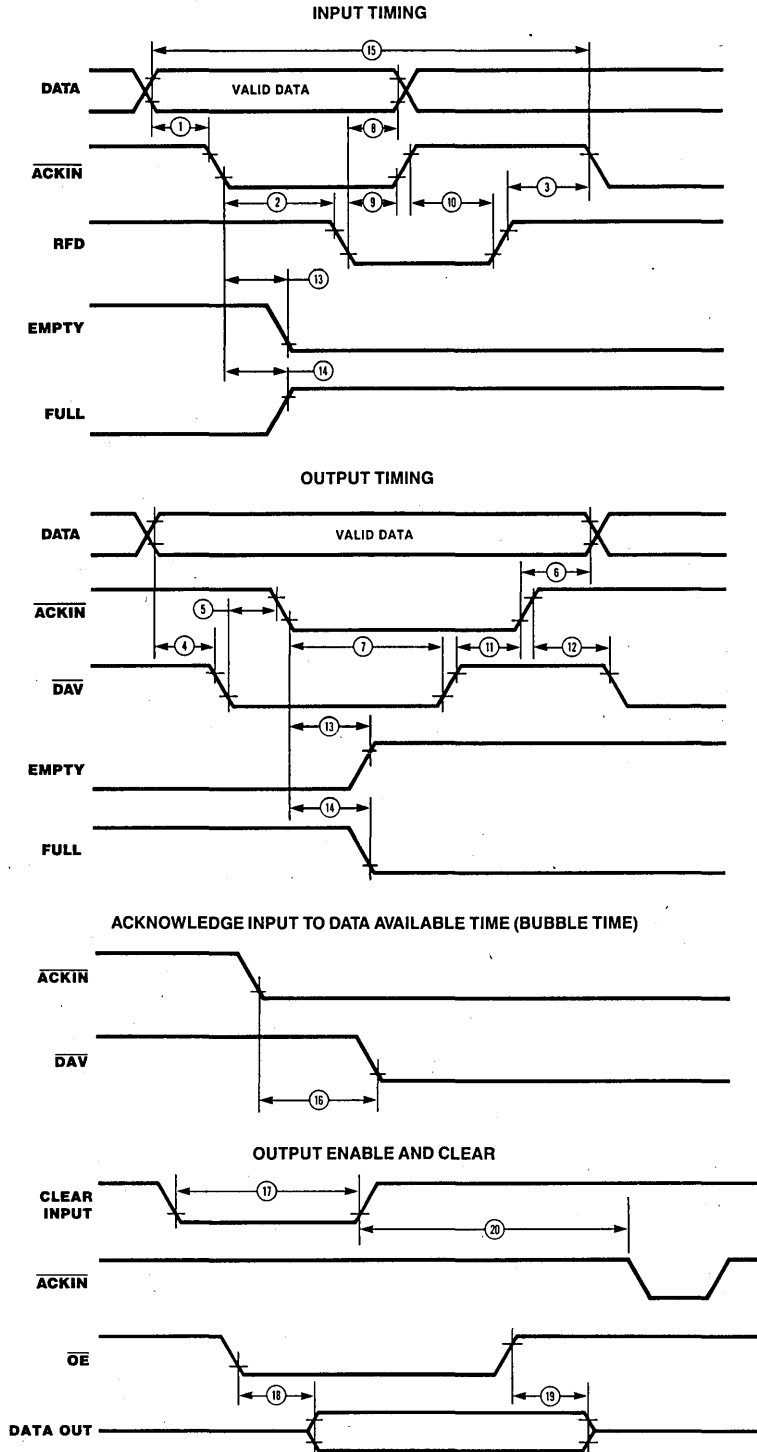 INPUT TIMING
15
DATA
VALID DATA
1
8
ACKIN
2
9
10
3
RFD
13
EMPTY
14
FULL
OUTPUT TIMING
DATA
VALID DATA
6
ACKIN
5
4
7
11
12
DAV
13
EMPTY
14
FULL
ACKNOWLEDGE INPUT TO DATA AVAILABLE TIME (BUBBLE TIME)
ACKIN
DAV
16
OUTPUT ENABLE AND CLEAR
CLEAR
INPUT
17
20
ACKIN
OE
18
19
DATA OUT